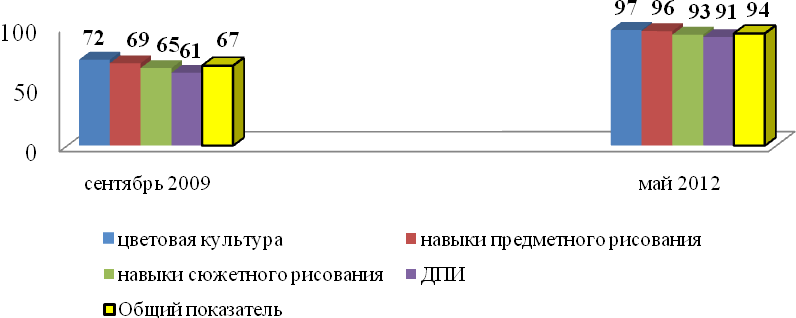 97 96 93 91 94
100 72 69 65 61 67
50
0
сентябрь 2009 май 2012
цветовая культура навыки предметного рисования
навыки сюжетного рисования ДПИ
Общий показатель